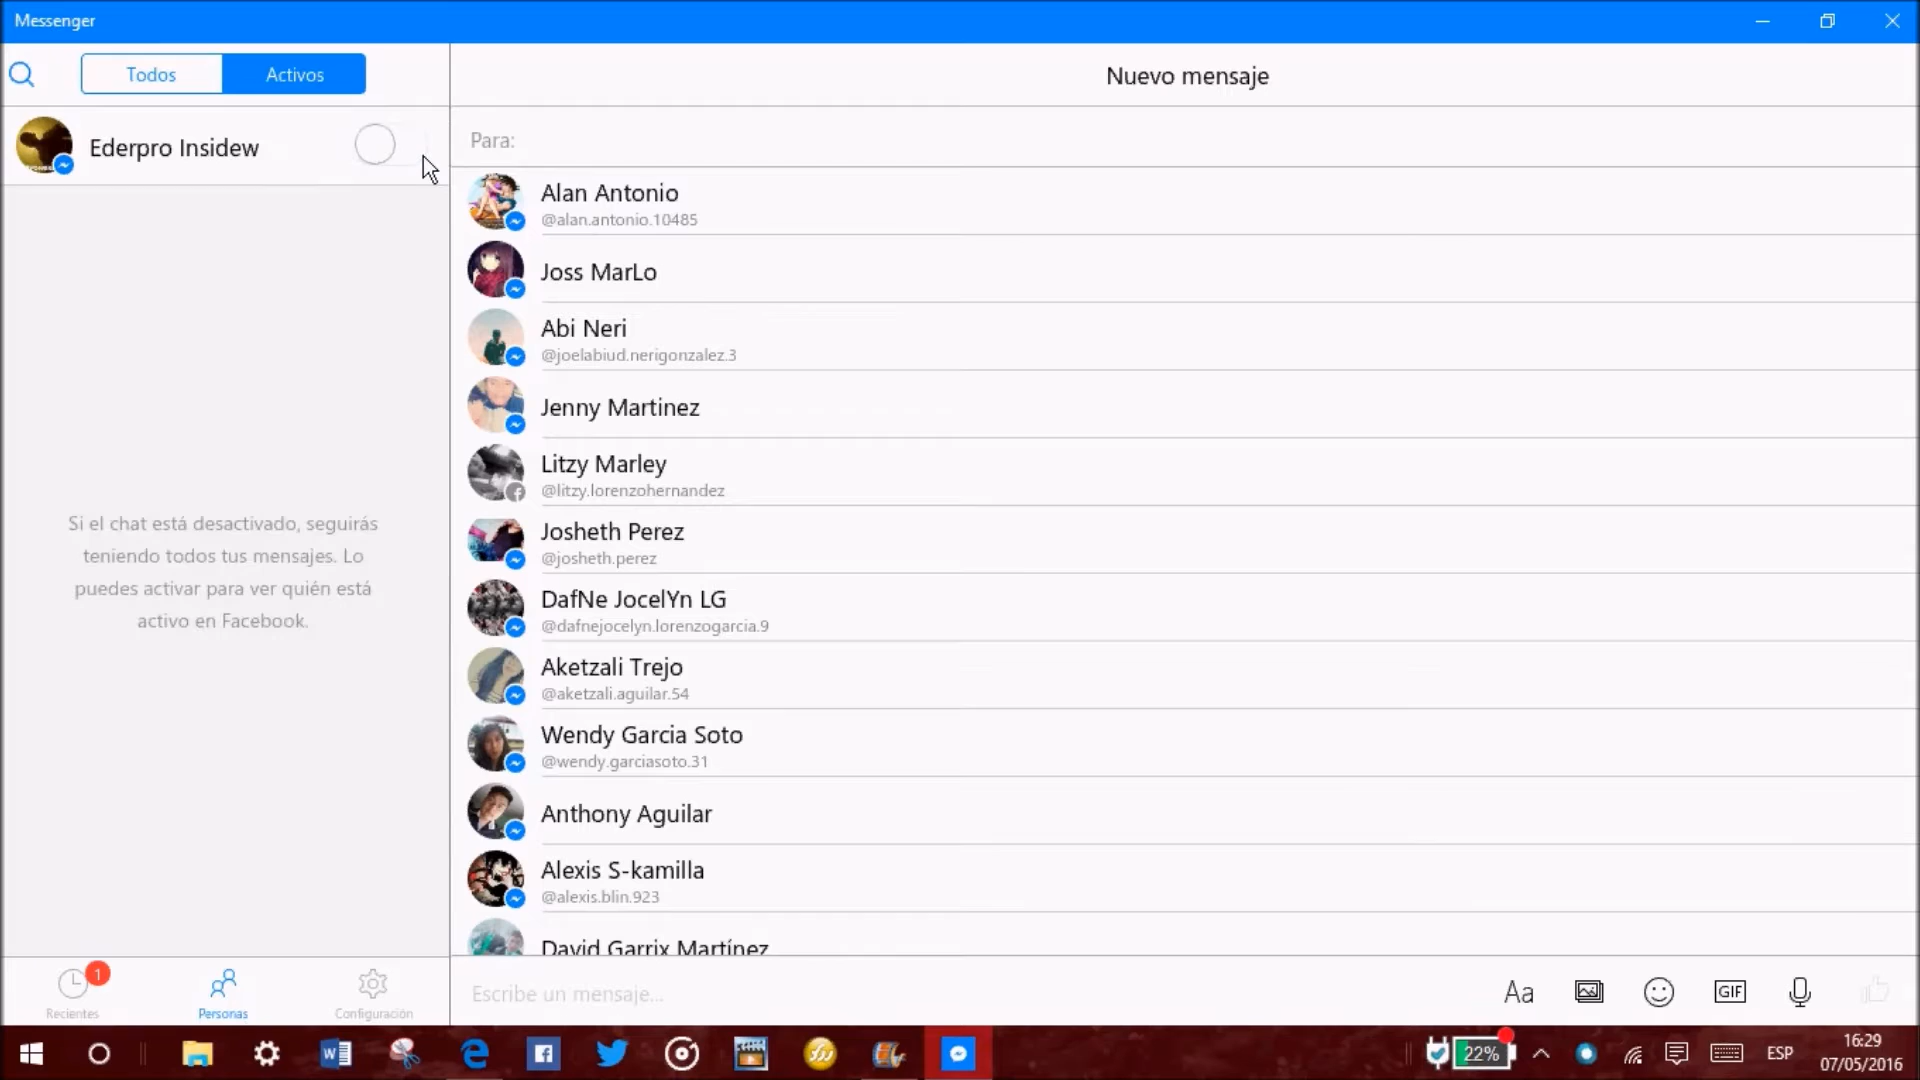 Messenger
Todos
Activos
Nuevo mensaje
Ederpro Insidew
Para:
Alan Antonio
@alan.antonio.10485
Joss MarLo
Abi Neri
@joelabiud.nerigonzalez.3
Jenny Martinez
Litzy Marley
@litzy.lorenzohernandez
Josheth Perez
@josheth.perez
DafNe JocelYn LG
@dafnejocelyn.lorenzogarcia.9
Aketzali Trejo
@aketzali.aguilar.54
Wendy Garcia Soto
@wendy.garciasoto.31
Anthony Aguilar
Alexis S-kamilla
@alexis.blin.923
David Garrix Martínez
Si el chat está desactivado, seguirás
teniendo todos tus mensajes. Lo
puedes activar para ver quién está
activo en Facebook.
1
Recientes
Personas
Configuración
Escribe un mensaje...
Aa
GIF
22%
ESP
16:29
07/05/2016